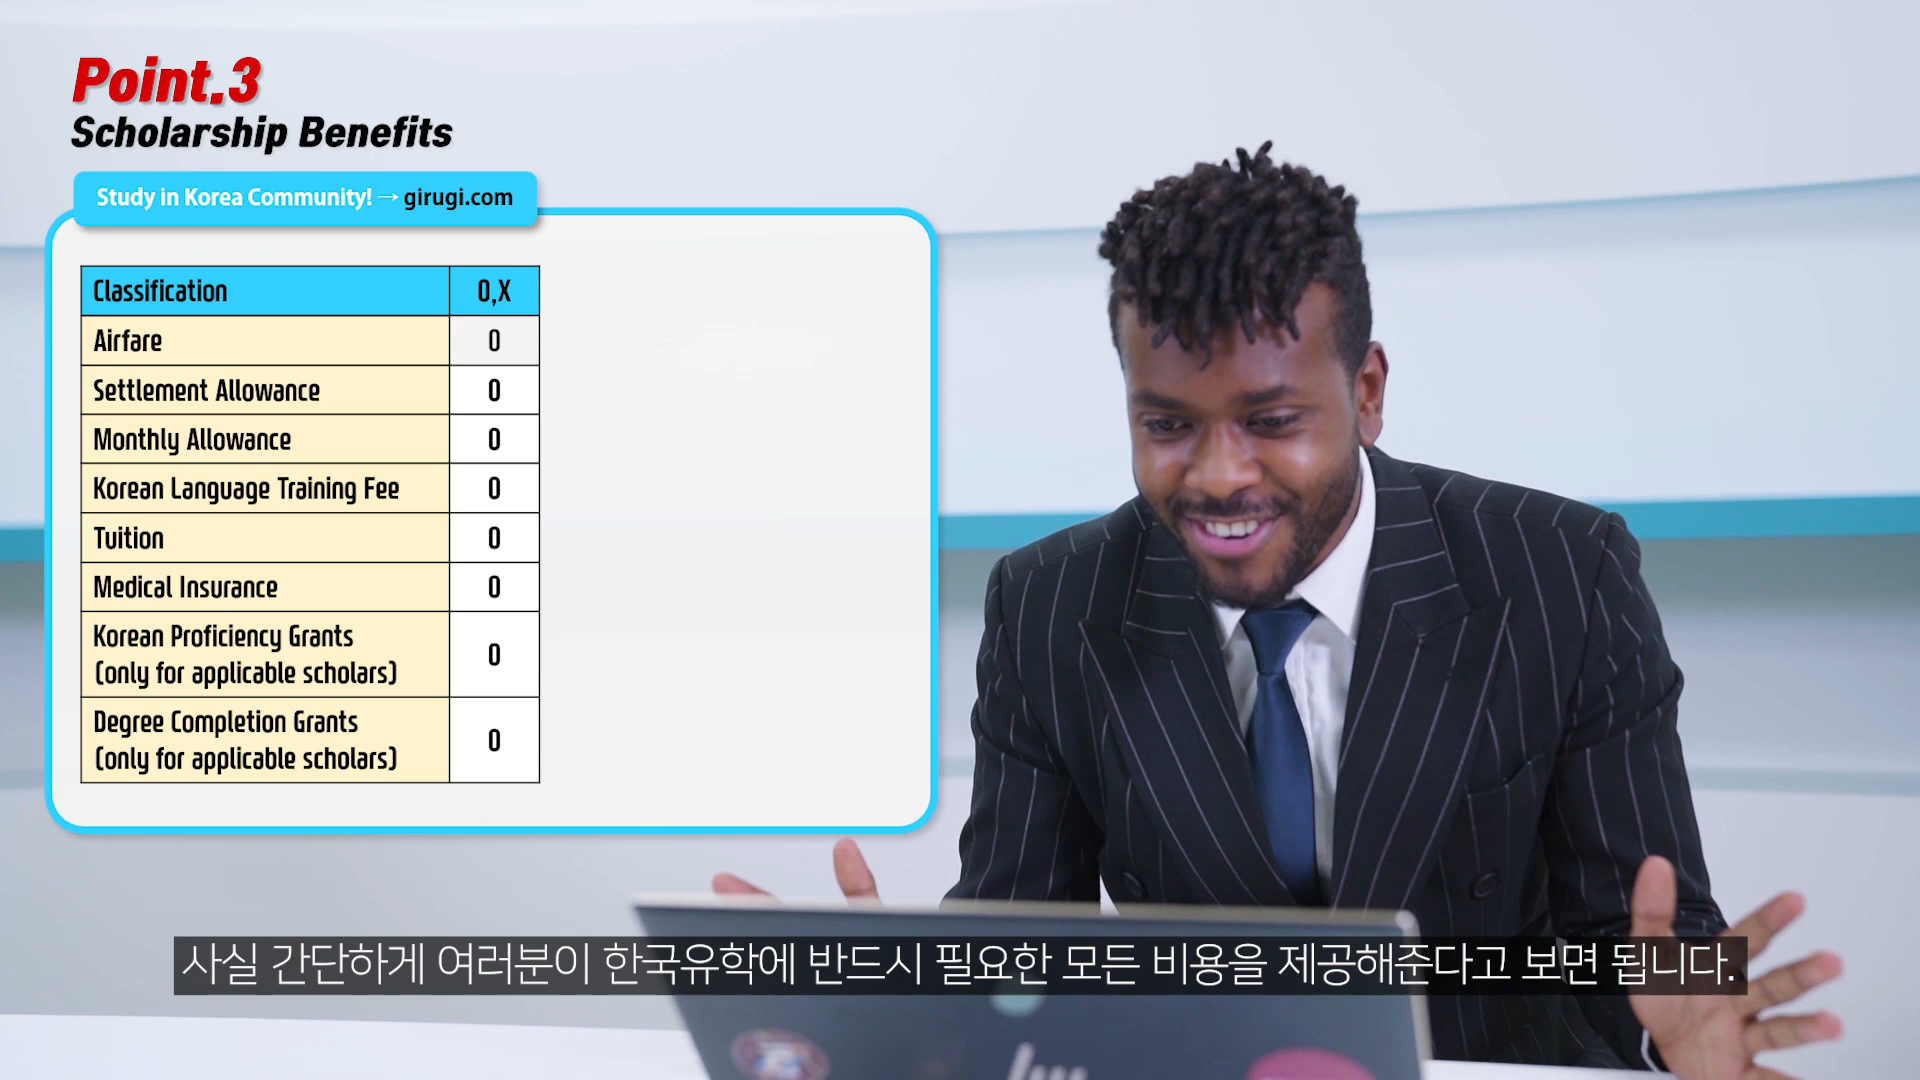 Point.3
Scholarship Benefits
Study in Korea Community! → girugi.com
Classification O,X
Airfare O
Settlement Allowance O
Monthly Allowance O
Korean Language Training Fee O
Tuition O
Medical Insurance O
Korean Proficiency Grants
(only for applicable scholars) O
Degree Completion Grants
(only for applicable scholars) O
사실 간단하게 여러분이 한국유학에 반드시 필요한 모든 비용을 제공해준다고 보면 됩니다.